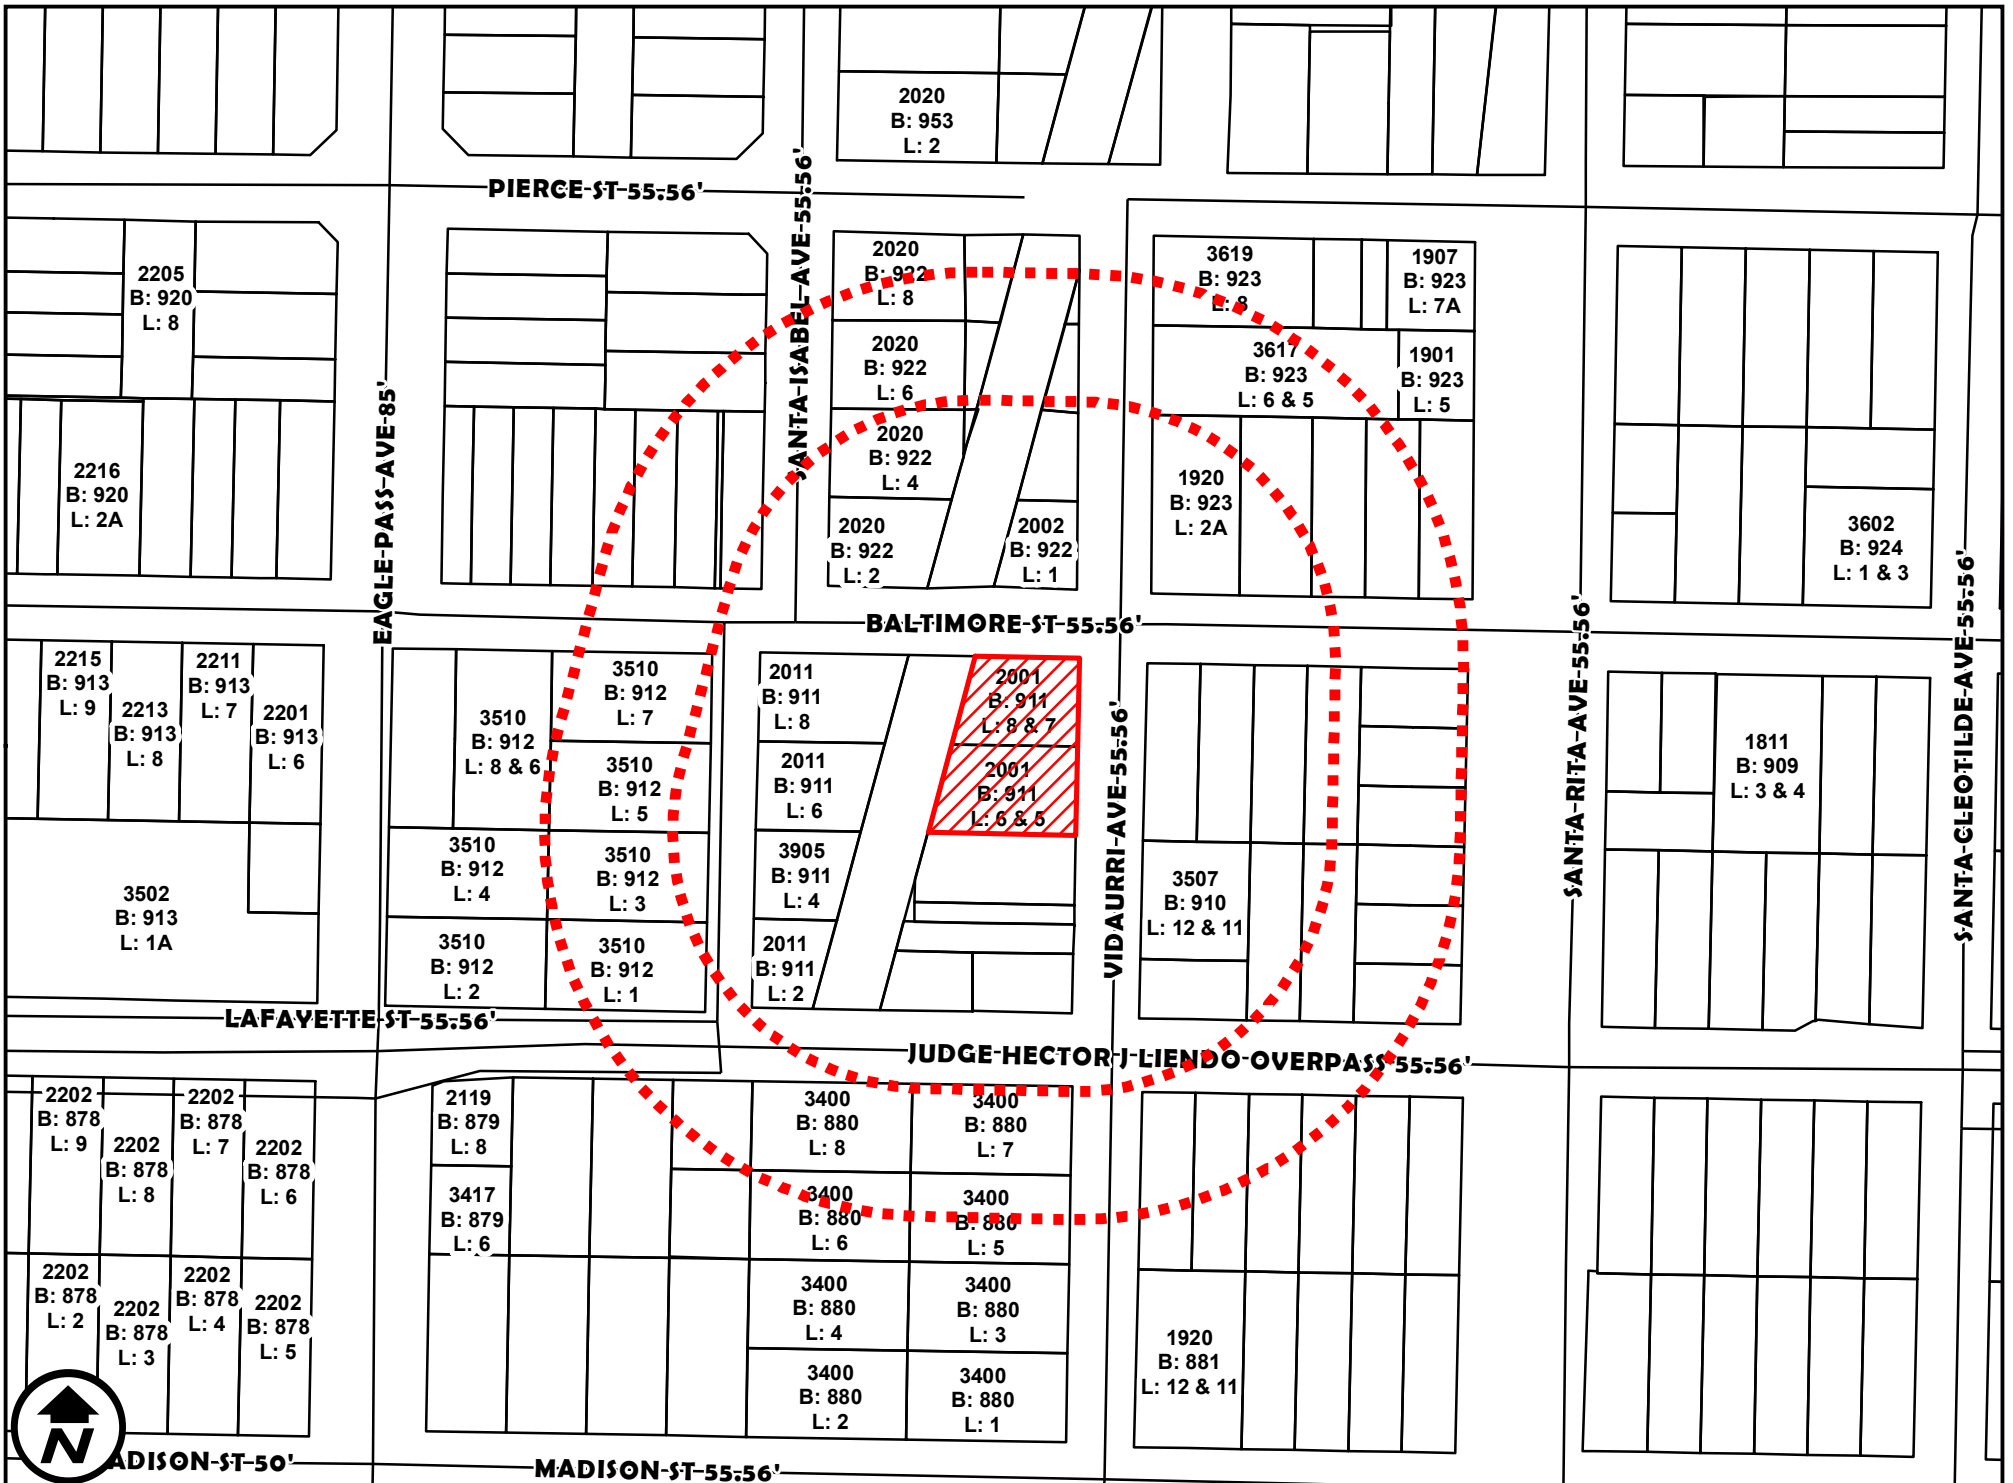 2020
B: 953
L: 2
PIERCE-ST-55.56'
SANTA-ISABEL-AVE-55.56'
2205
B: 920
L: 8
2020
B: 922
L: 8
3619
B: 923
L: 8
1907
B: 923
L: 7A
2020
B: 922
L: 6
3617
B: 923
L: 6 & 5
1901
B: 923
L: 5
EAGLE-PASS-AVE-85'
2216
B: 920
L: 2A
2020
B: 922
L: 4
1920
B: 923
L: 2A
2020
B: 922
L: 2
2002
B: 922
L: 1
3602
B: 924
L: 1 & 3
BALTIMORE-ST-55.56'
SANTA-RITA-AVE-55.56'
SANTA-CLEOTILDE-AVE-55.56'
2215
B: 913
L: 9
2213
B: 913
L: 8
2211
B: 913
L: 7
2201
B: 913
L: 6
3510
B: 912
L: 8 & 6
3510
B: 912
L: 7
2011
B: 911
L: 8
2001
B: 911
L: 8 & 7
VIDAURRI-AVE-55.56'
3510
B: 912
L: 5
2011
B: 911
L: 6
2001
B: 911
L: 6 & 5
1811
B: 909
L: 3 & 4
3502
B: 913
L: 1A
3510
B: 912
L: 4
3510
B: 912
L: 3
3905
B: 911
L: 4
3507
B: 910
L: 12 & 11
3510
B: 912
L: 2
3510
B: 912
L: 1
2011
B: 911
L: 2
LAFAYETTE-ST-55.56'
JUDGE-HECTOR-J-LIENDO-OVERPASS-55.56'
2202
B: 878
L: 9
2202
B: 878
L: 8
2202
B: 878
L: 7
2202
B: 878
L: 6
2119
B: 879
L: 8
3400
B: 880
L: 8
3400
B: 880
L: 7
3417
B: 879
L: 6
3400
B: 880
L: 6
3400
B: 880
L: 5
2202
B: 878
L: 2
2202
B: 878
L: 3
2202
B: 878
L: 4
2202
B: 878
L: 5
3400
B: 880
L: 4
3400
B: 880
L: 3
1920
B: 881
L: 12 & 11
3400
B: 880
L: 2
3400
B: 880
L: 1
N
ADISON-ST-50'
MADISON-ST-55.56'